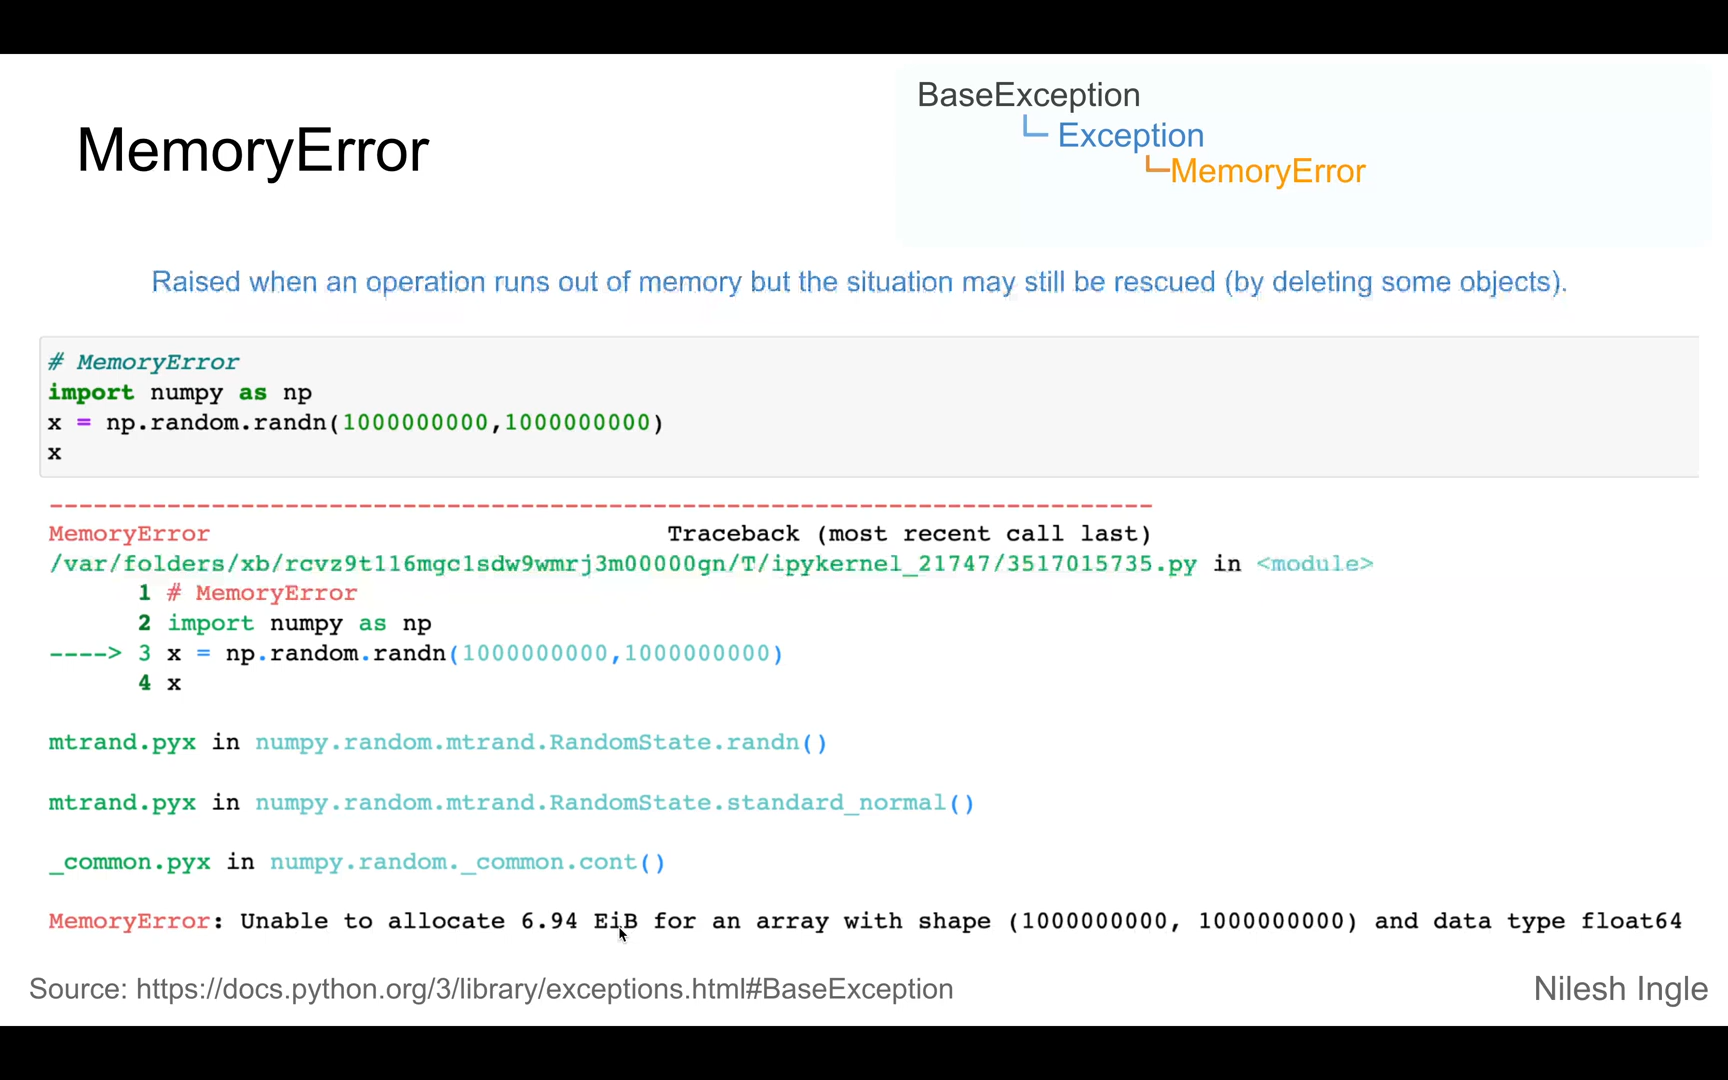 BaseException
Exception
MemoryError
MemoryError
Raised when an operation runs out of memory but the situation may still be rescued (by deleting some objects).
# MemoryError
import numpy as np
x = np.random.randn(1000000000,1000000000)
x
---------------------------------------------------------------------------
MemoryError                               Traceback (most recent call last)
/var/folders/xb/rcvz9t116mgc1sdw9wmrj3m00000gn/T/ipykernel_21747/3517015735.py in <module>
      1 # MemoryError
      2 import numpy as np
----> 3 x = np.random.randn(1000000000,1000000000)
      4 x
mtrand.pyx in numpy.random.mtrand.RandomState.randn()
mtrand.pyx in numpy.random.mtrand.RandomState.standard_normal()
_common.pyx in numpy.random._common.cont()
MemoryError: Unable to allocate 6.94 EiB for an array with shape (1000000000, 1000000000) and data type float64
Source: https://docs.python.org/3/library/exceptions.html#BaseException
Nilesh Ingle